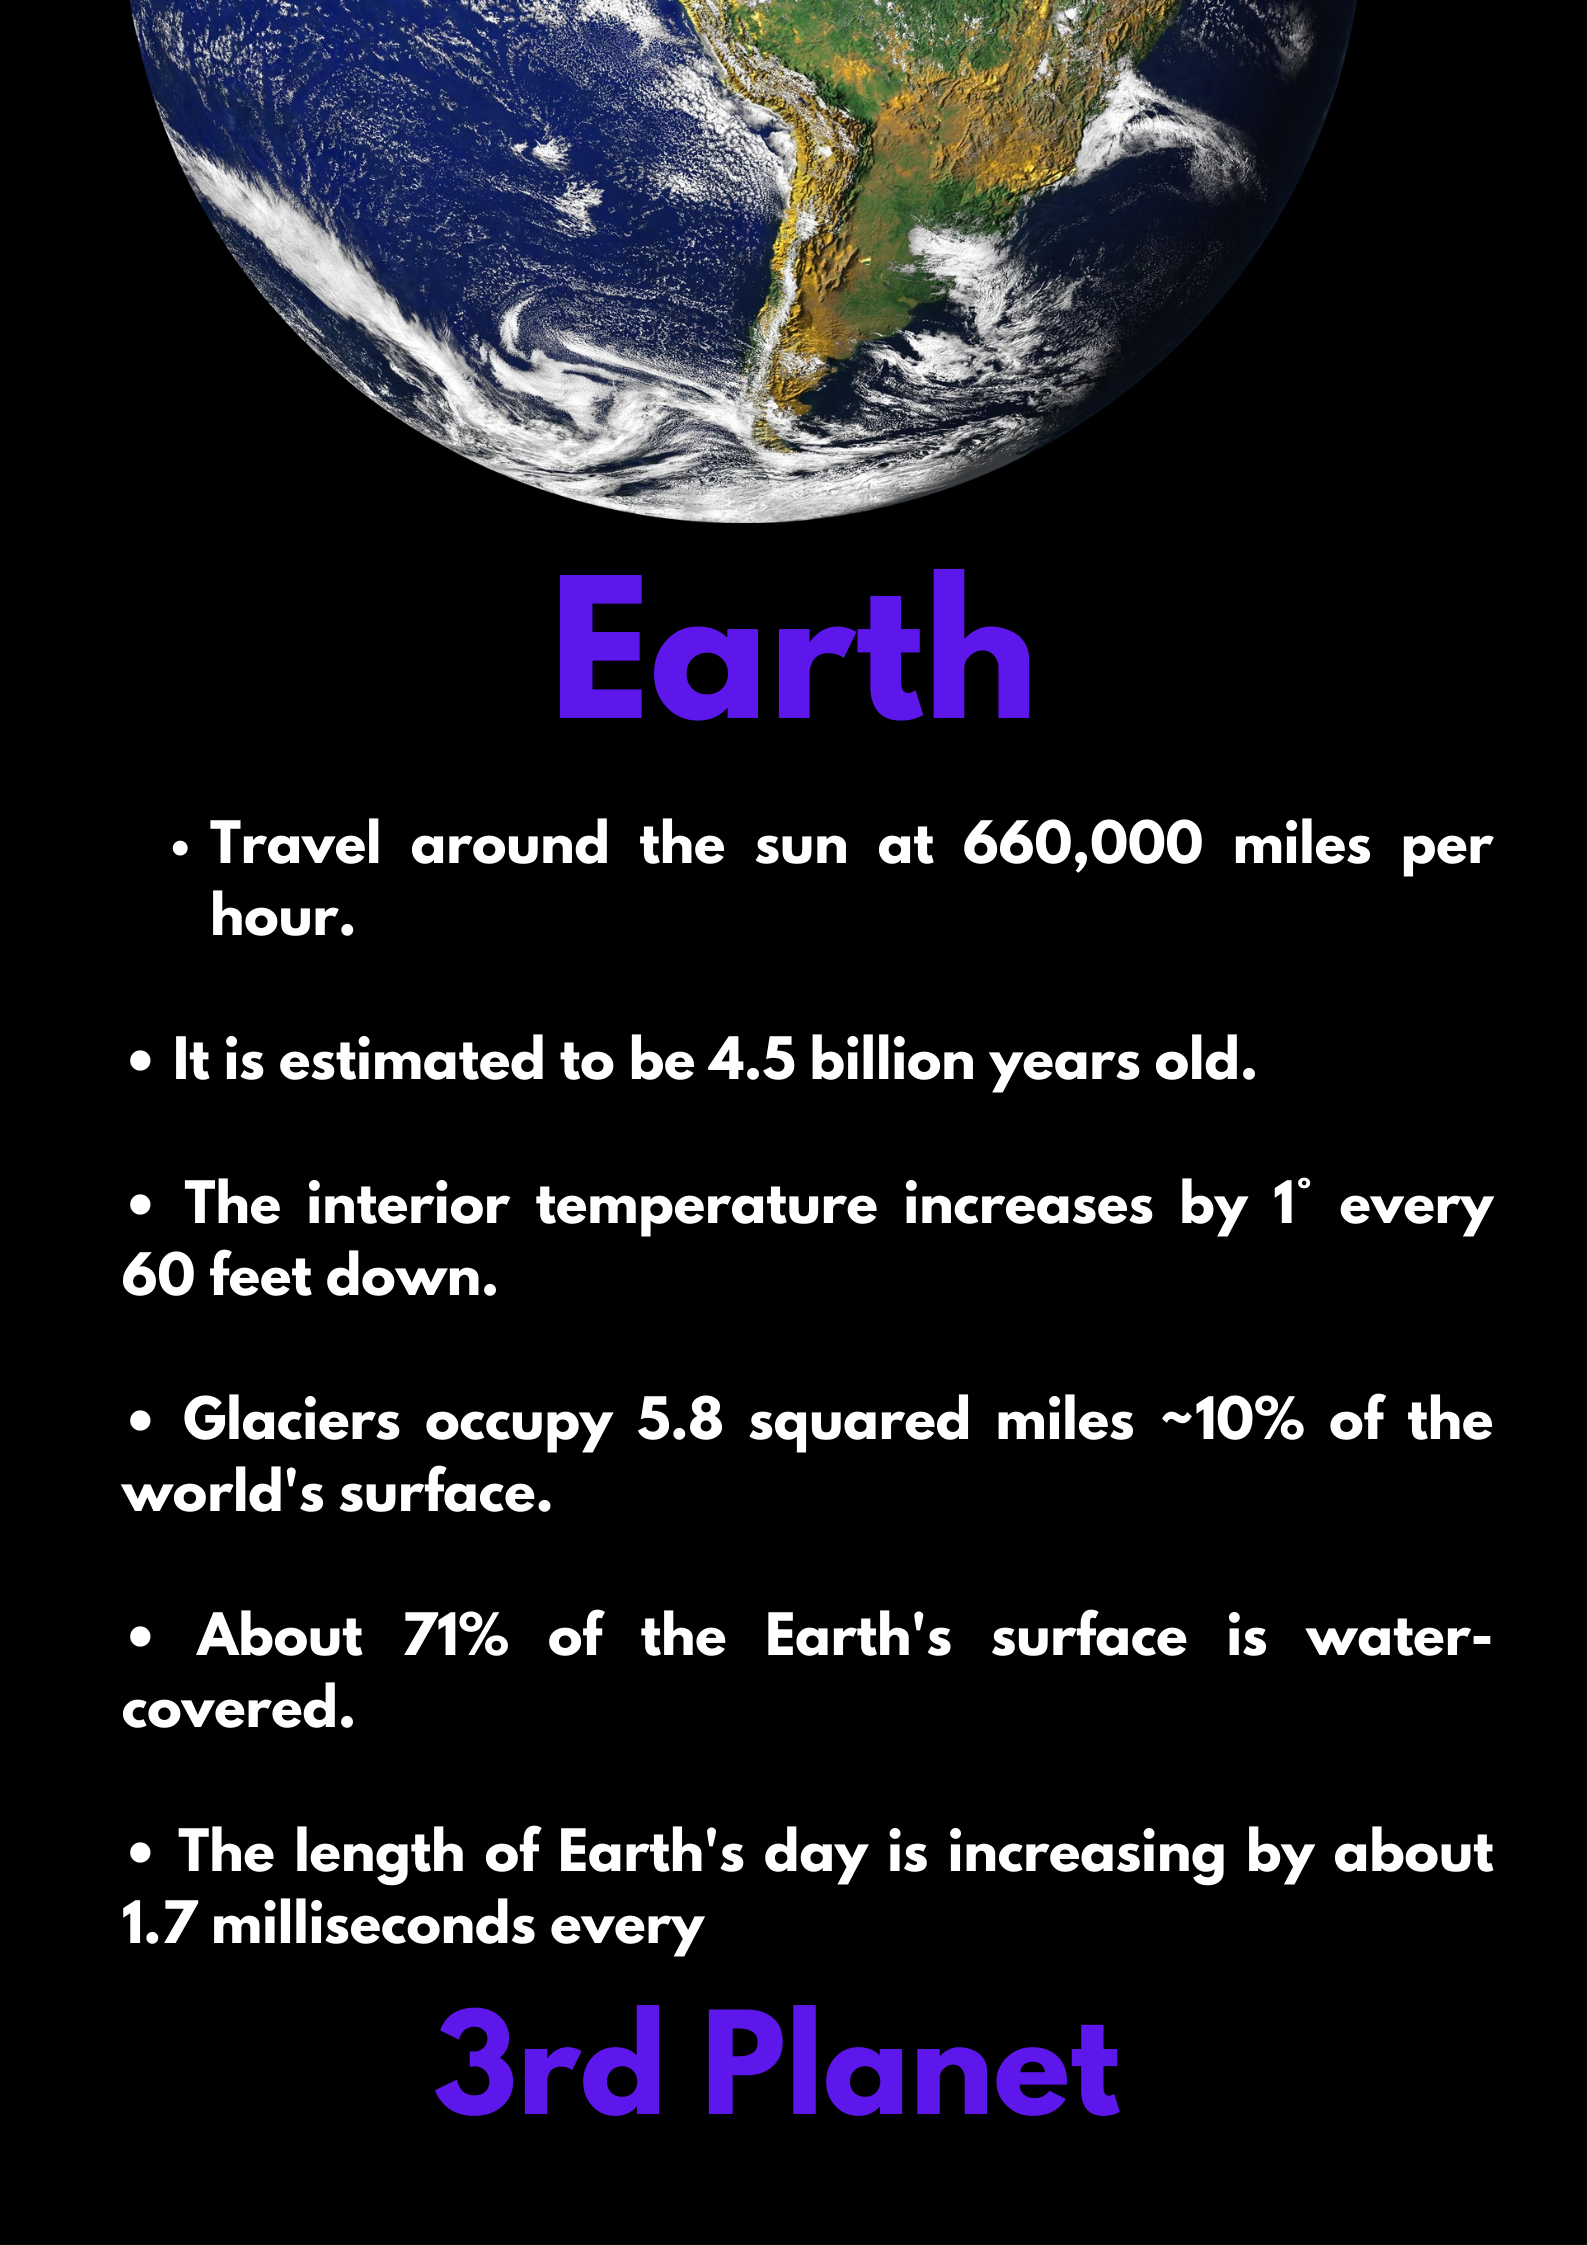 Earth
• Travel around the sun at 660,000 miles per
hour.
• It is estimated to be 4.5 billion years old.
• The interior temperature increases by 1° every
60 feet down.
• Glaciers occupy 5.8 squared miles ~10% of the
world's surface.
• About 71% of the Earth's surface is water-
covered.
• The length of Earth's day is increasing by about
1.7 milliseconds every
3rd Planet